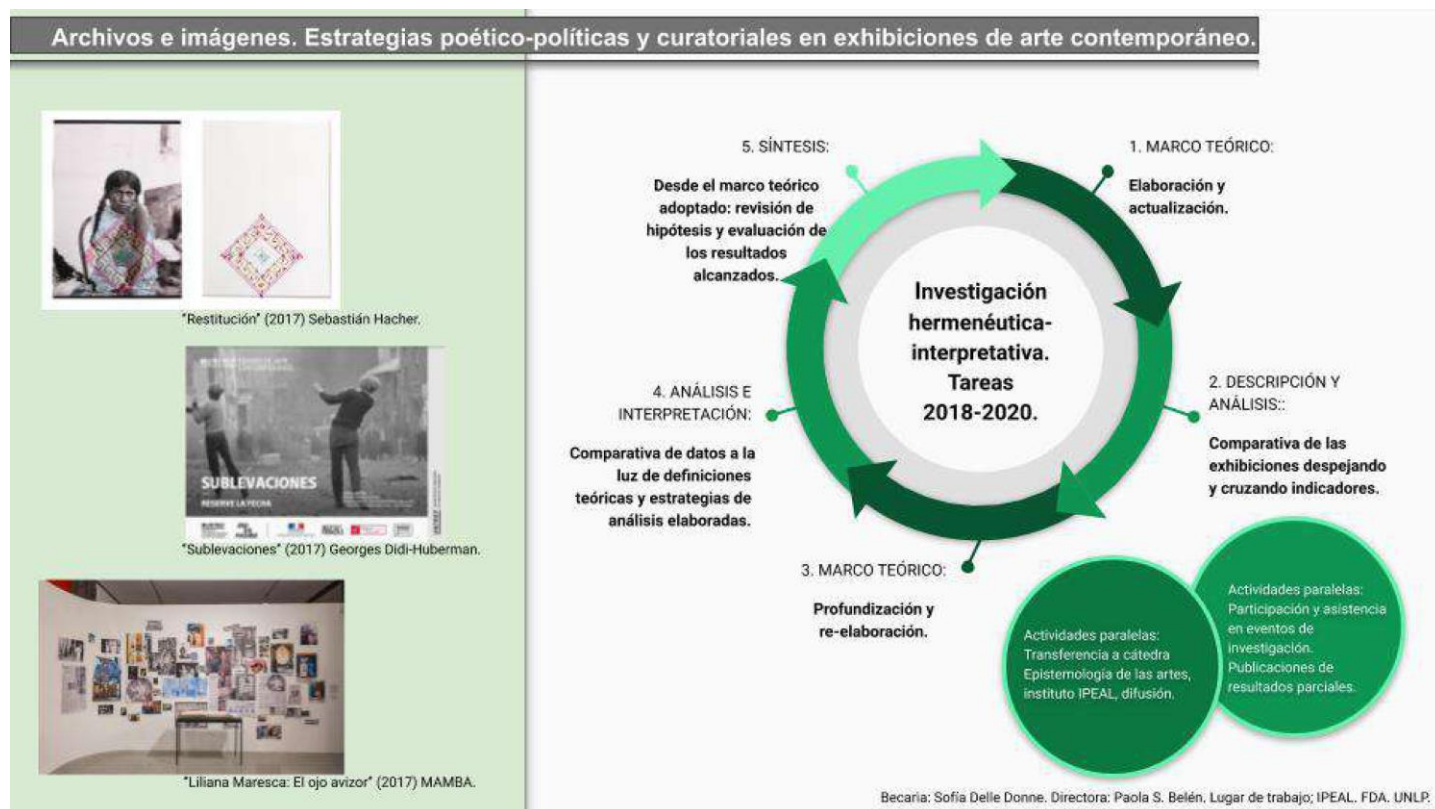 Archivos e imágenes. Estrategias poético-políticas y curatoriales en exhibiciones de arte contemporáneo.
"Restitución" (2017) Sebastián Hacher.
SUBLEVACIONES
RESERVE LA FECHA
"Sublevaciones" (2017) Georges Didi-Huberman.
"Liliana Maresca: El ojo avizor" (2017) MAMBA.
Investigación
hermenéutica-
interpretativa.
Tareas
2018-2020.
1. MARCO TEÓRICO:
Elaboración y
actualización.
2. DESCRIPCIÓN Y
ANÁLISIS::
Comparativa de las
exhibiciones despejando
y cruzando indicadores.
3. MARCO TEÓRICO:
Profundización y
re-elaboración.
4. ANÁLISIS E
INTERPRETACIÓN:
Comparativa de datos a la
luz de definiciones
teóricas y estrategias de
análisis elaboradas.
5. SÍNTESIS:
Desde el marco teórico
adoptado: revisión de
hipótesis y evaluación de
los resultados
alcanzados.
Actividades paralelas:
Transferencia a cátedra
Epistemología de las artes,
instituto IPEAL, difusión.
Actividades paralelas:
Participación y asistencia
en eventos de
investigación.
Publicaciones de
resultados parciales.
Becaria: Sofía Delle Donne. Directora: Paola S. Belén. Lugar de trabajo; IPEAL. FDA. UNLP.